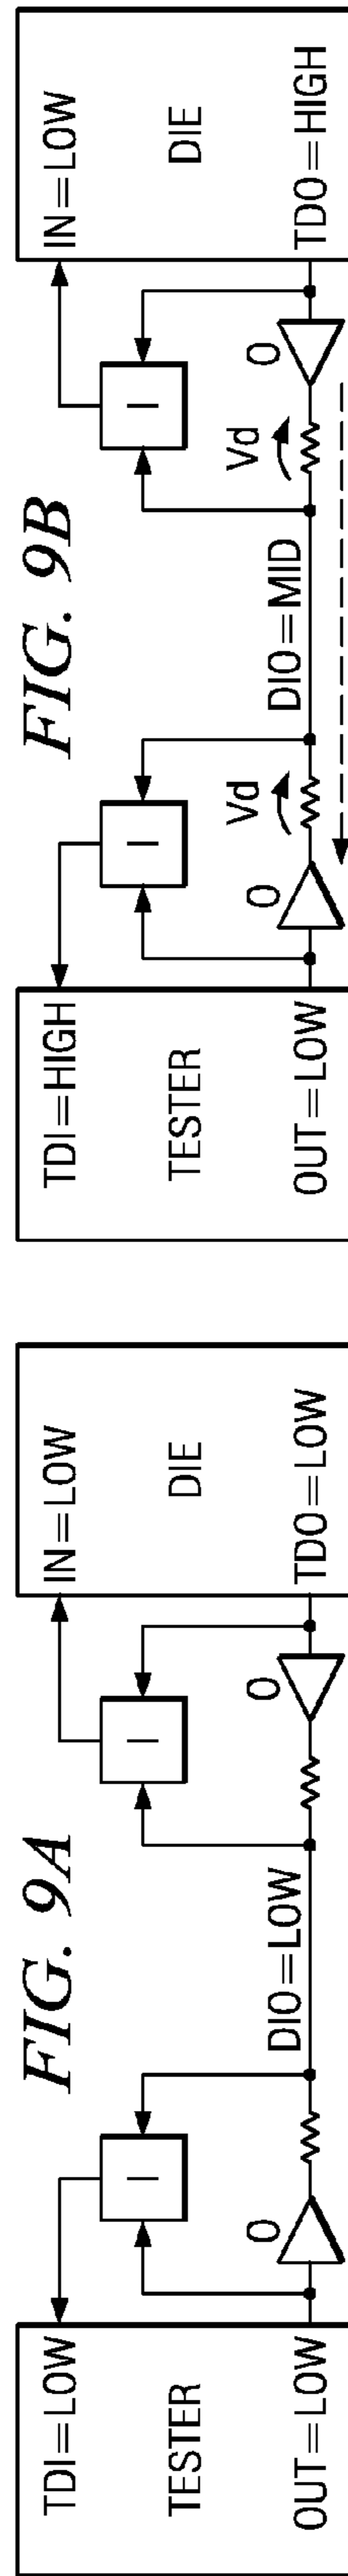 FIG. 9A
TDI=LOW
TESTER
OUT=LOW
I
O
DIO=LOW
I
O
IN=LOW
DIE
TDO=LOW
FIG. 9B
TDI=HIGH
TESTER
OUT=LOW
I
O
Vd
DIO=MID
I
Vd
O
IN=LOW
DIE
TDO=HIGH